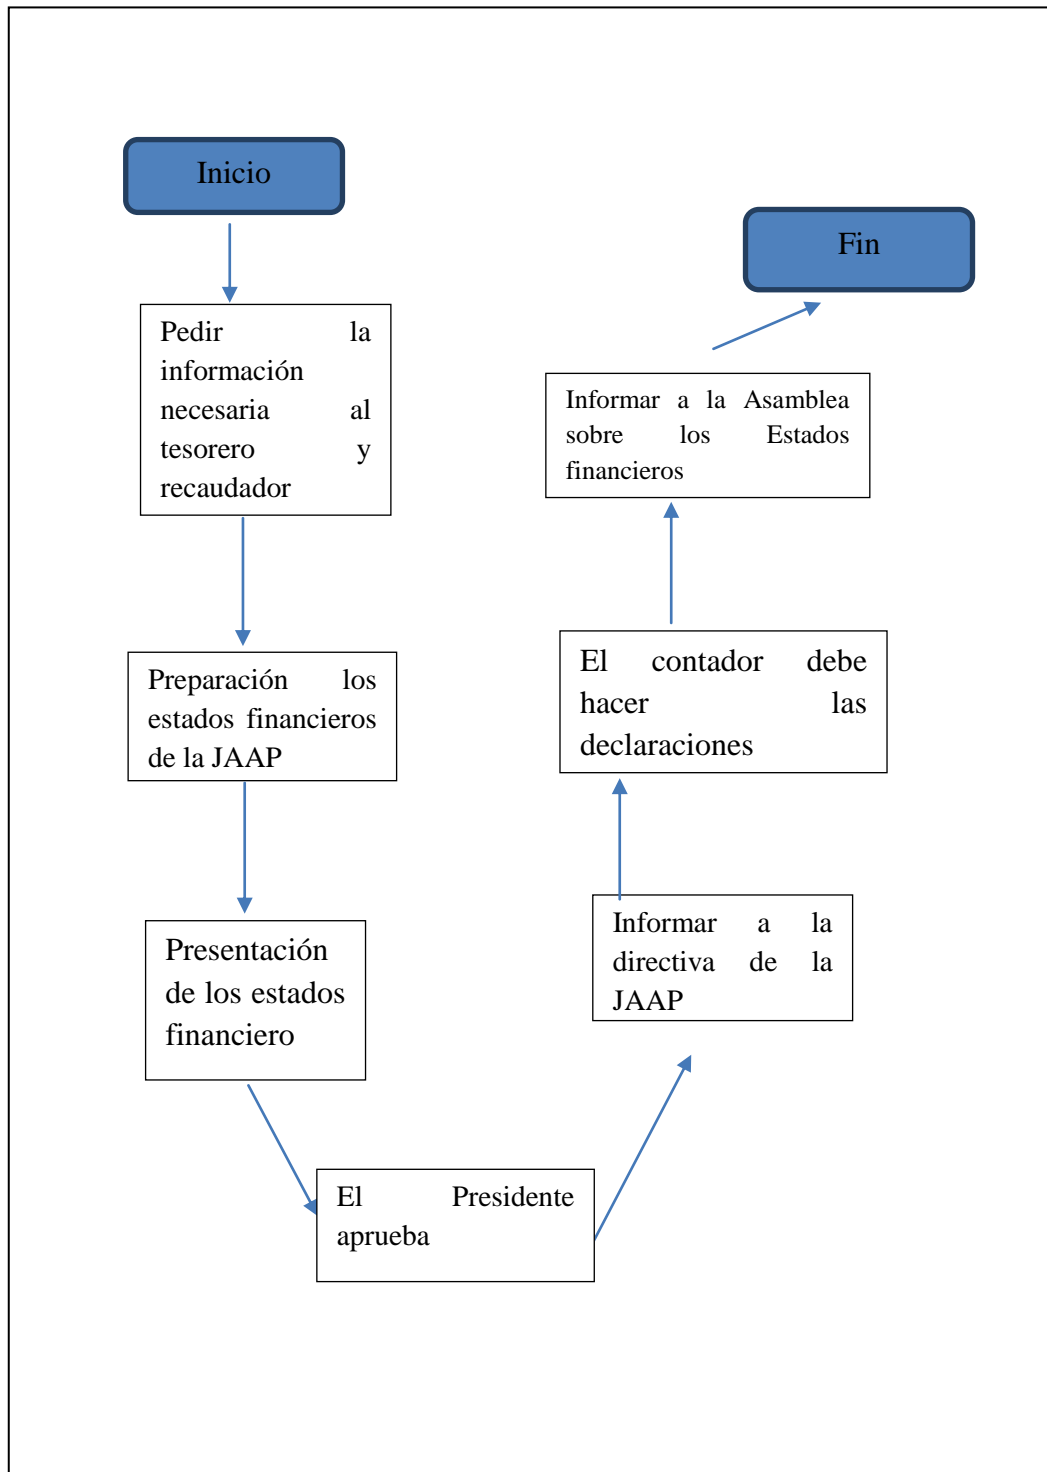 Inicio
Pedir la
información
necesaria al
tesorero y
recaudador
Preparación los
estados financieros
de la JAAP
Presentación
de los estados
financiero
El Presidente
aprueba
Informar a la
directiva de la
JAAP
El contador debe
hacer las
declaraciones
Informar a la Asamblea
sobre los Estados
financieros
Fin